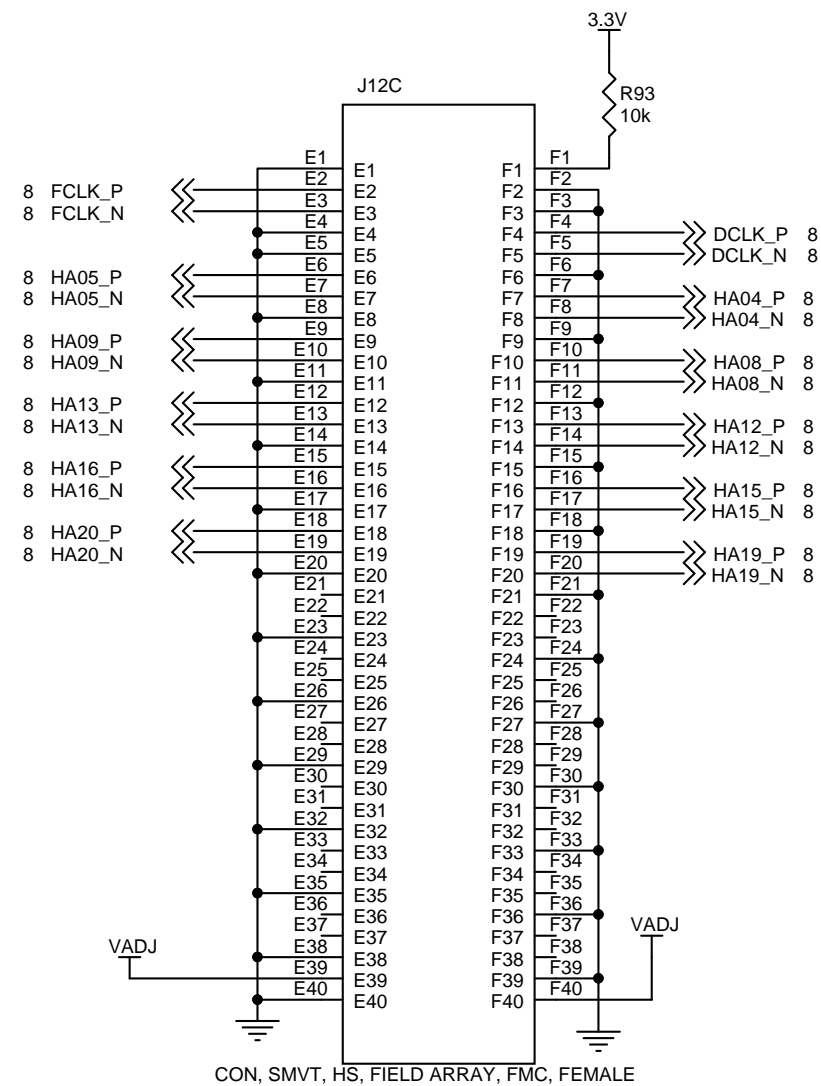 3.3V
R93
10k
J12C
E1 E1 F1 F1
E2 E2 F2 F2
8 FCLK_P
E3 E3 F3 F3
8 FCLK_N
E4 E4 F4 F4
DCLK_P 8
E5 E5 F5 F5
DCLK_N 8
E6 E6 F6 F6
8 HA05_P
E7 E7 F7 F7
8 HA05_N HA04_P 8
E8 E8 F8 F8
HA04_N 8
E9 E9 F9 F9
8 HA09_P
E10 E10 F10 F10
8 HA09_N HA08_P 8
E11 E11 F11 F11
HA08_N 8
E12 E12 F12 F12
8 HA13_P
E13 E13 F13 F13
8 HA13_N HA12_P 8
E14 E14 F14 F14
HA12_N 8
E15 E15 F15 F15
8 HA16_P
E16 E16 F16 F16
8 HA16_N HA15_P 8
E17 E17 F17 F17
HA15_N 8
E18 E18 F18 F18
8 HA20_P
E19 E19 F19 F19
8 HA20_N HA19_P 8
E20 E20 F20 F20
HA19_N 8
E21 E21 F21 F21
E22 E22 F22 F22
E23 E23 F23 F23
E24 E24 F24 F24
E25 E25 F25 F25
E26 E26 F26 F26
E27 E27 F27 F27
E28 E28 F28 F28
E29 E29 F29 F29
E30 E30 F30 F30
E31 E31 F31 F31
E32 E32 F32 F32
E33 E33 F33 F33
E34 E34 F34 F34
E35 E35 F35 F35
E36 E36 F36 F36
E37 E37 F37 F37
VADJ
VADJ
E38 E38 F38 F38
E39 E39 F39 F39
E40 E40 F40 F40
CON, SMVT, HS, FIELD ARRAY, FMC, FEMALE